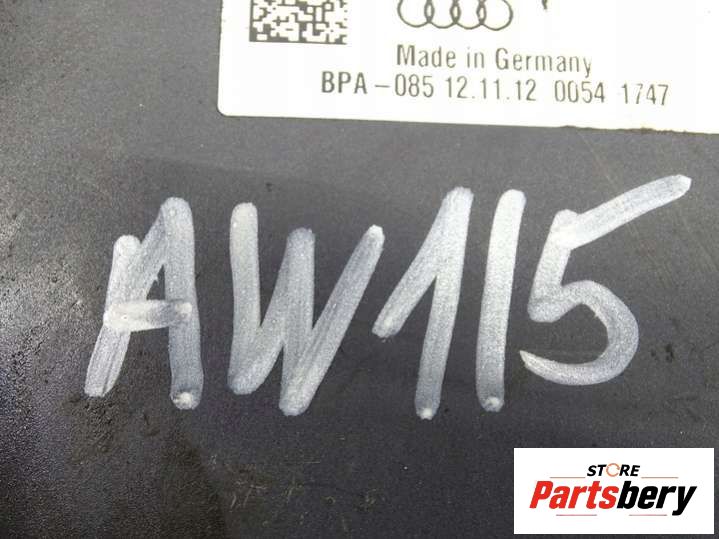 Made in Germany
BPA-085 12.11.12 0054 1747
AW115
STORE
Partsbery